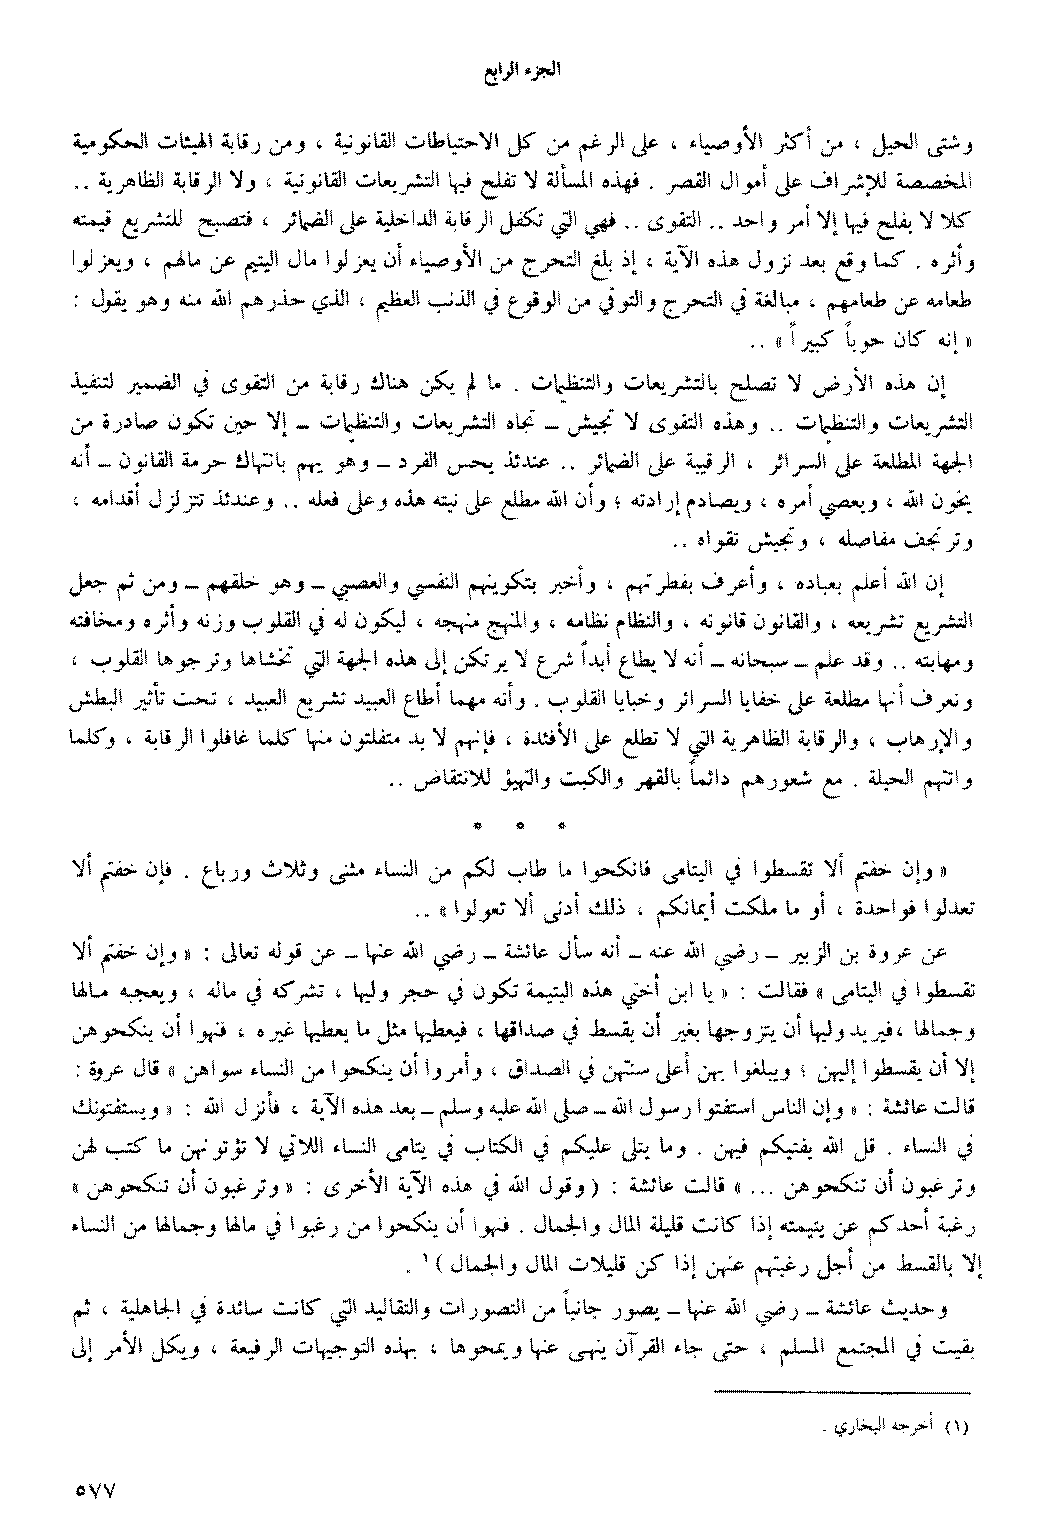 الجزء الرابع
وشتى الحيل ، من أكثر الأوصياء ، على الرغم من كل الاحتياطات القانونية ، ومن رقابة الهيئات الحكومية
المخصصة للإشراف على أموال القصر . فهذه المسألة لا تفلح فيها التشريعات القانونية ، ولا الرقابة الظاهرية ..
كلا لا يفلح فيها إلا أمر واحد .. التقوى .. فهي التي تكفل الرقابة الداخلية على الضمائر ، فتصبح للتشريع قيمته
وأثره . كما وقع بعد نزول هذه الآية ، إذ بلغ التحرج من الأوصياء أن يعزلوا مال اليتيم عن مالهم ، ويعزلوا
طعامه عن طعامهم ، مبالغة في التحرج والتوقي من الوقوع في الذنب العظيم ، الذي حذرهم الله منه وهو يقول :
« إنه كان حوباً كبيراً » ..
إن هذه الأرض لا تصلح بالتشريعات والتنظيمات . ما لم يكن هناك رقابة من التقوى في الضمير لتنفيذ
التشريعات والتنظيمات .. وهذه التقوى لا تجيش – تجاه التشريعات والتنظيمات – إلا حين تكون صادرة من
الجهة المطلعة على السرائر ، الرقيبة على الضمائر .. عندئذ يحس الفرد – وهو يهم بانتهاك حرمة القانون – أنه
يخون الله ، ويعصي أمره ، ويصادم إرادته ؛ وأن الله مطلع على نيته هذه وعلى فعله .. وعندئذ تتزلزل أقدامه ،
وترتجف مفاصله ، وتجيش تقواه ..
إن الله أعلم بعباده ، وأعرف بفطرتهم ، وأخبر بتكوينهم النفسي والعصبي – وهو خلقهم – ومن ثم جعل
التشريع تشريعه ، والقانون قانونه ، والنظام نظامه ، والمنهج منهجه ، ليكون له في القلوب وزنه وأثره ومخافته
ومهابته .. وقد علم – سبحانه – أنه لا يطاع أبداً شرع لا يرتكن إلى هذه الجهة التي تخشاها وترجوها القلوب ،
وتعرف أنها مطلعة على خفايا السرائر وخبايا القلوب . وأنه مهما أطاع العبيد تشريع العبيد ، تحت تأثير البطش
والإرهاب ، والرقابة الظاهرية التي لا تطلع على الأفئدة ، فإنهم لا بد متفلتون منها كلما غافلوا الرقابة ، وكلما
واتتهم الحيلة . مع شعورهم دائماً بالقهر والكبت والتهيؤ للانتقاض ..
* * *
« وإن خفتم ألا تقسطوا في اليتامى فانكحوا ما طاب لكم من النساء مثنى وثلاث ورباع . فإن خفتم ألا
تعدلوا فواحدة ، أو ما ملكت أيمانكم ، ذلك أدنى ألا تعولوا » ..
عن عروة بن الزبير – رضي الله عنه – أنه سأل عائشة – رضي الله عنها – عن قوله تعالى : « وإن خفتم ألا
تقسطوا في اليتامى » فقالت : « يا ابن أختي هذه اليتيمة تكون في حجر وليها ، تشركه في ماله ، ويعجبه مالها
وجمالها ،فيريد وليها أن يتزوجها بغير أن يقسط في صداقها ، فيعطيها مثل ما يعطيها غيره ، فنهوا أن ينكحوهن
إلا أن يقسطوا إليهن ؛ ويبلغوا بهن أعلى سنتهن في الصداق ، وأمروا أن ينكحوا من النساء سواهن » قال عروة :
قالت عائشة : « وإن الناس استفتوا رسول الله – صلى الله عليه وسلم – بعد هذه الآية ، فأنزل الله : « ويستفتونك
في النساء . قل الله يفتيكم فيهن . وما يتلى عليكم في الكتاب في يتامى النساء اللاتي لا تؤتونهن ما كتب لهن
وترغبون أن تنكحوهن ... » قالت عائشة : ( وقول الله في هذه الآية الأخرى : « وترغبون أن تنكحوهن »
رغبة أحدكم عن يتيمته إذا كانت قليلة المال والجمال . فنهوا أن ينكحوا من رغبوا في مالها وجمالها من النساء
إلا بالقسط من أجل رغبتهم عنهن إذا كن قليلات المال والجمال )¹ .
وحديث عائشة – رضي الله عنها – يصور جانباً من التصورات والتقاليد التي كانت سائدة في الجاهلية ، ثم
بقيت في المجتمع المسلم ، حتى جاء القرآن ينهى عنها ويمحوها ، بهذه التوجيهات الرفيعة ، ويكل الأمر إلى
(١) أخرجه البخاري .
٥٧٧